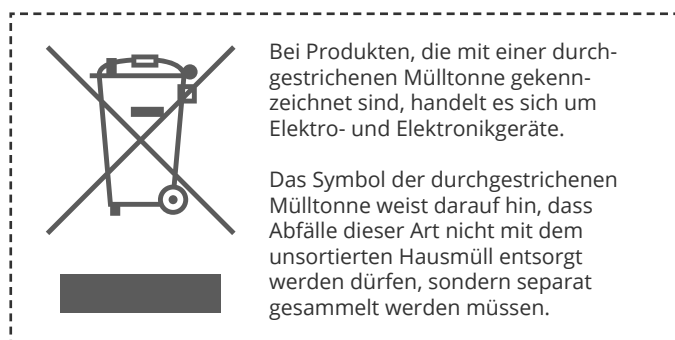 Bei Produkten, die mit einer durch-
gestrichenen Mülltonne gekenn-
zeichnet sind, handelt es sich um
Elektro- und Elektronikgeräte.
Das Symbol der durchgestrichenen
Mülltonne weist darauf hin, dass
Abfälle dieser Art nicht mit dem
unsortierten Hausmüll entsorgt
werden dürfen, sondern separat
gesammelt werden müssen.